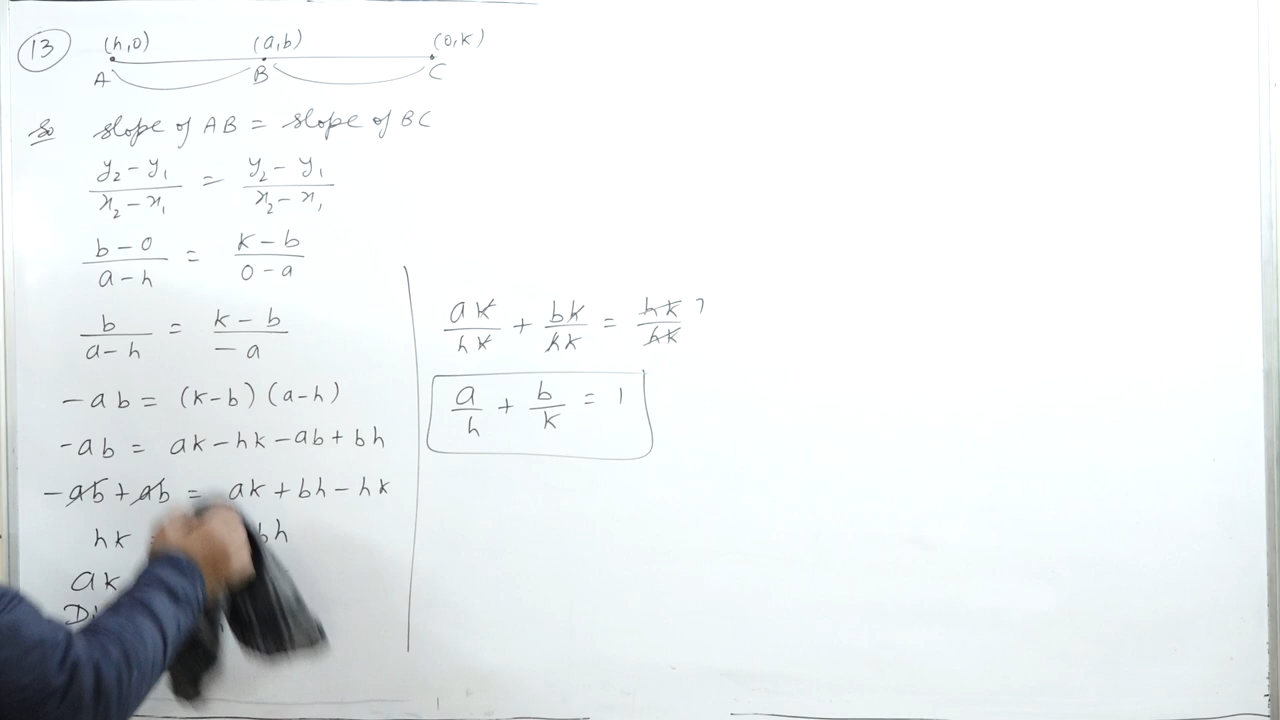 13
(h,0) (a,b) (0,k)
A B C
So slope of AB = slope of BC
y₂ - y₁ / x₂ - x₁ = y₂ - y₁ / x₂ - x₁
b - 0 / a - h = k - b / 0 - a
b / a - h = k - b / - a
- ab = (k - b) (a - h)
- ab = ak - hk - ab + bh
- ab + ab = ak + bh - hk
hk bh
ak
ak / hk + bk / hk = hk / hk
a / h + b / k = 1